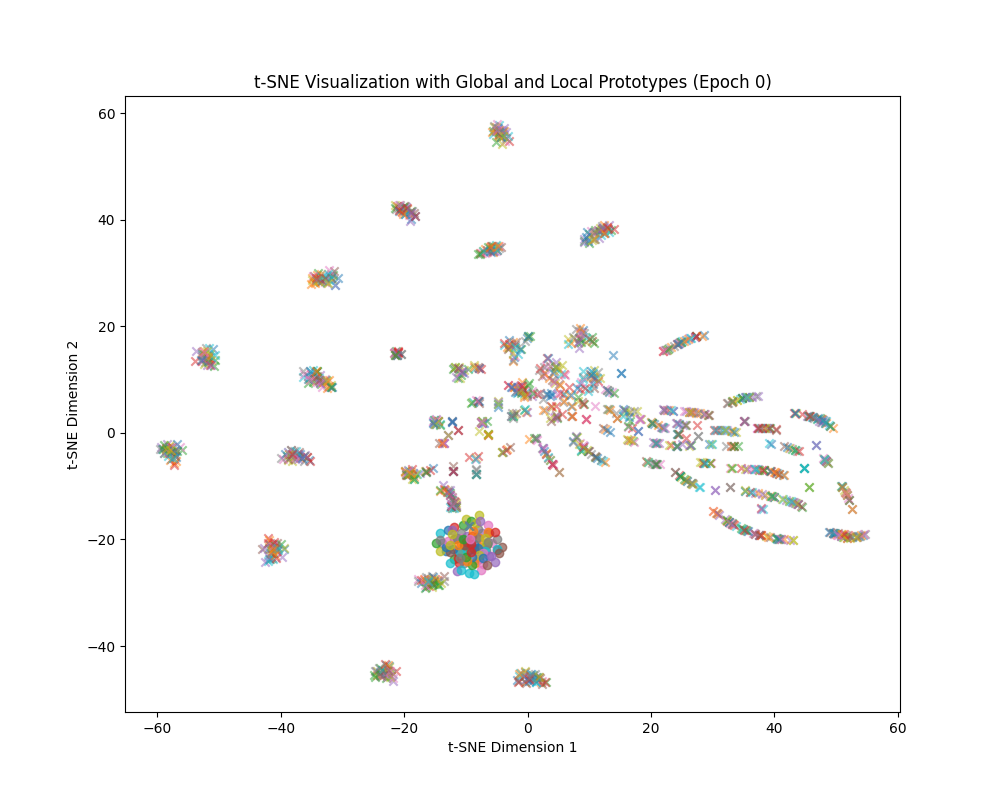 t-SNE Visualization with Global and Local Prototypes (Epoch 0)
60
40
20
0
−20
−40
t-SNE Dimension 2
−60 −40 −20 0 20 40 60
t-SNE Dimension 1